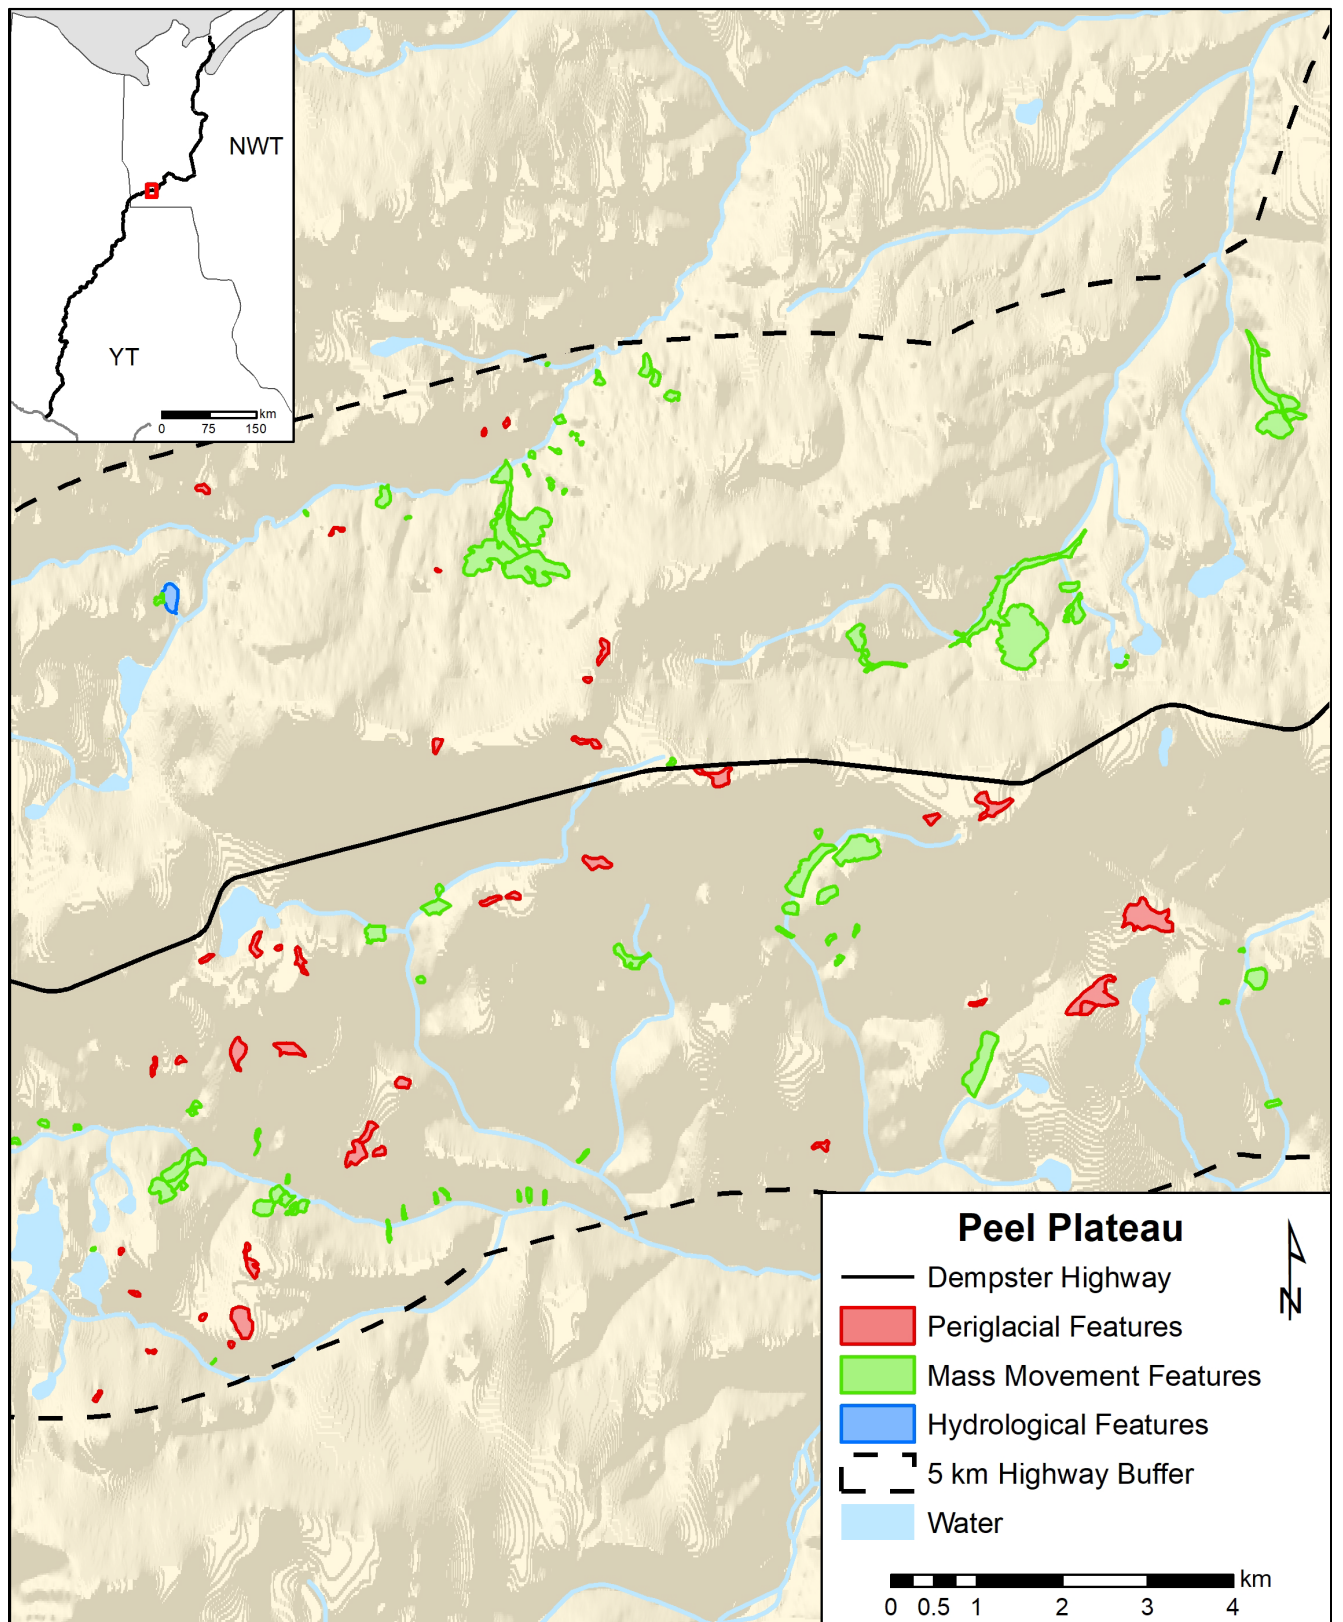 NWT
YT
km
0 75 150
Peel Plateau
Dempster Highway
Periglacial Features
Mass Movement Features
Hydrological Features
5 km Highway Buffer
Water
N
km
0 0.5 1 2 3 4